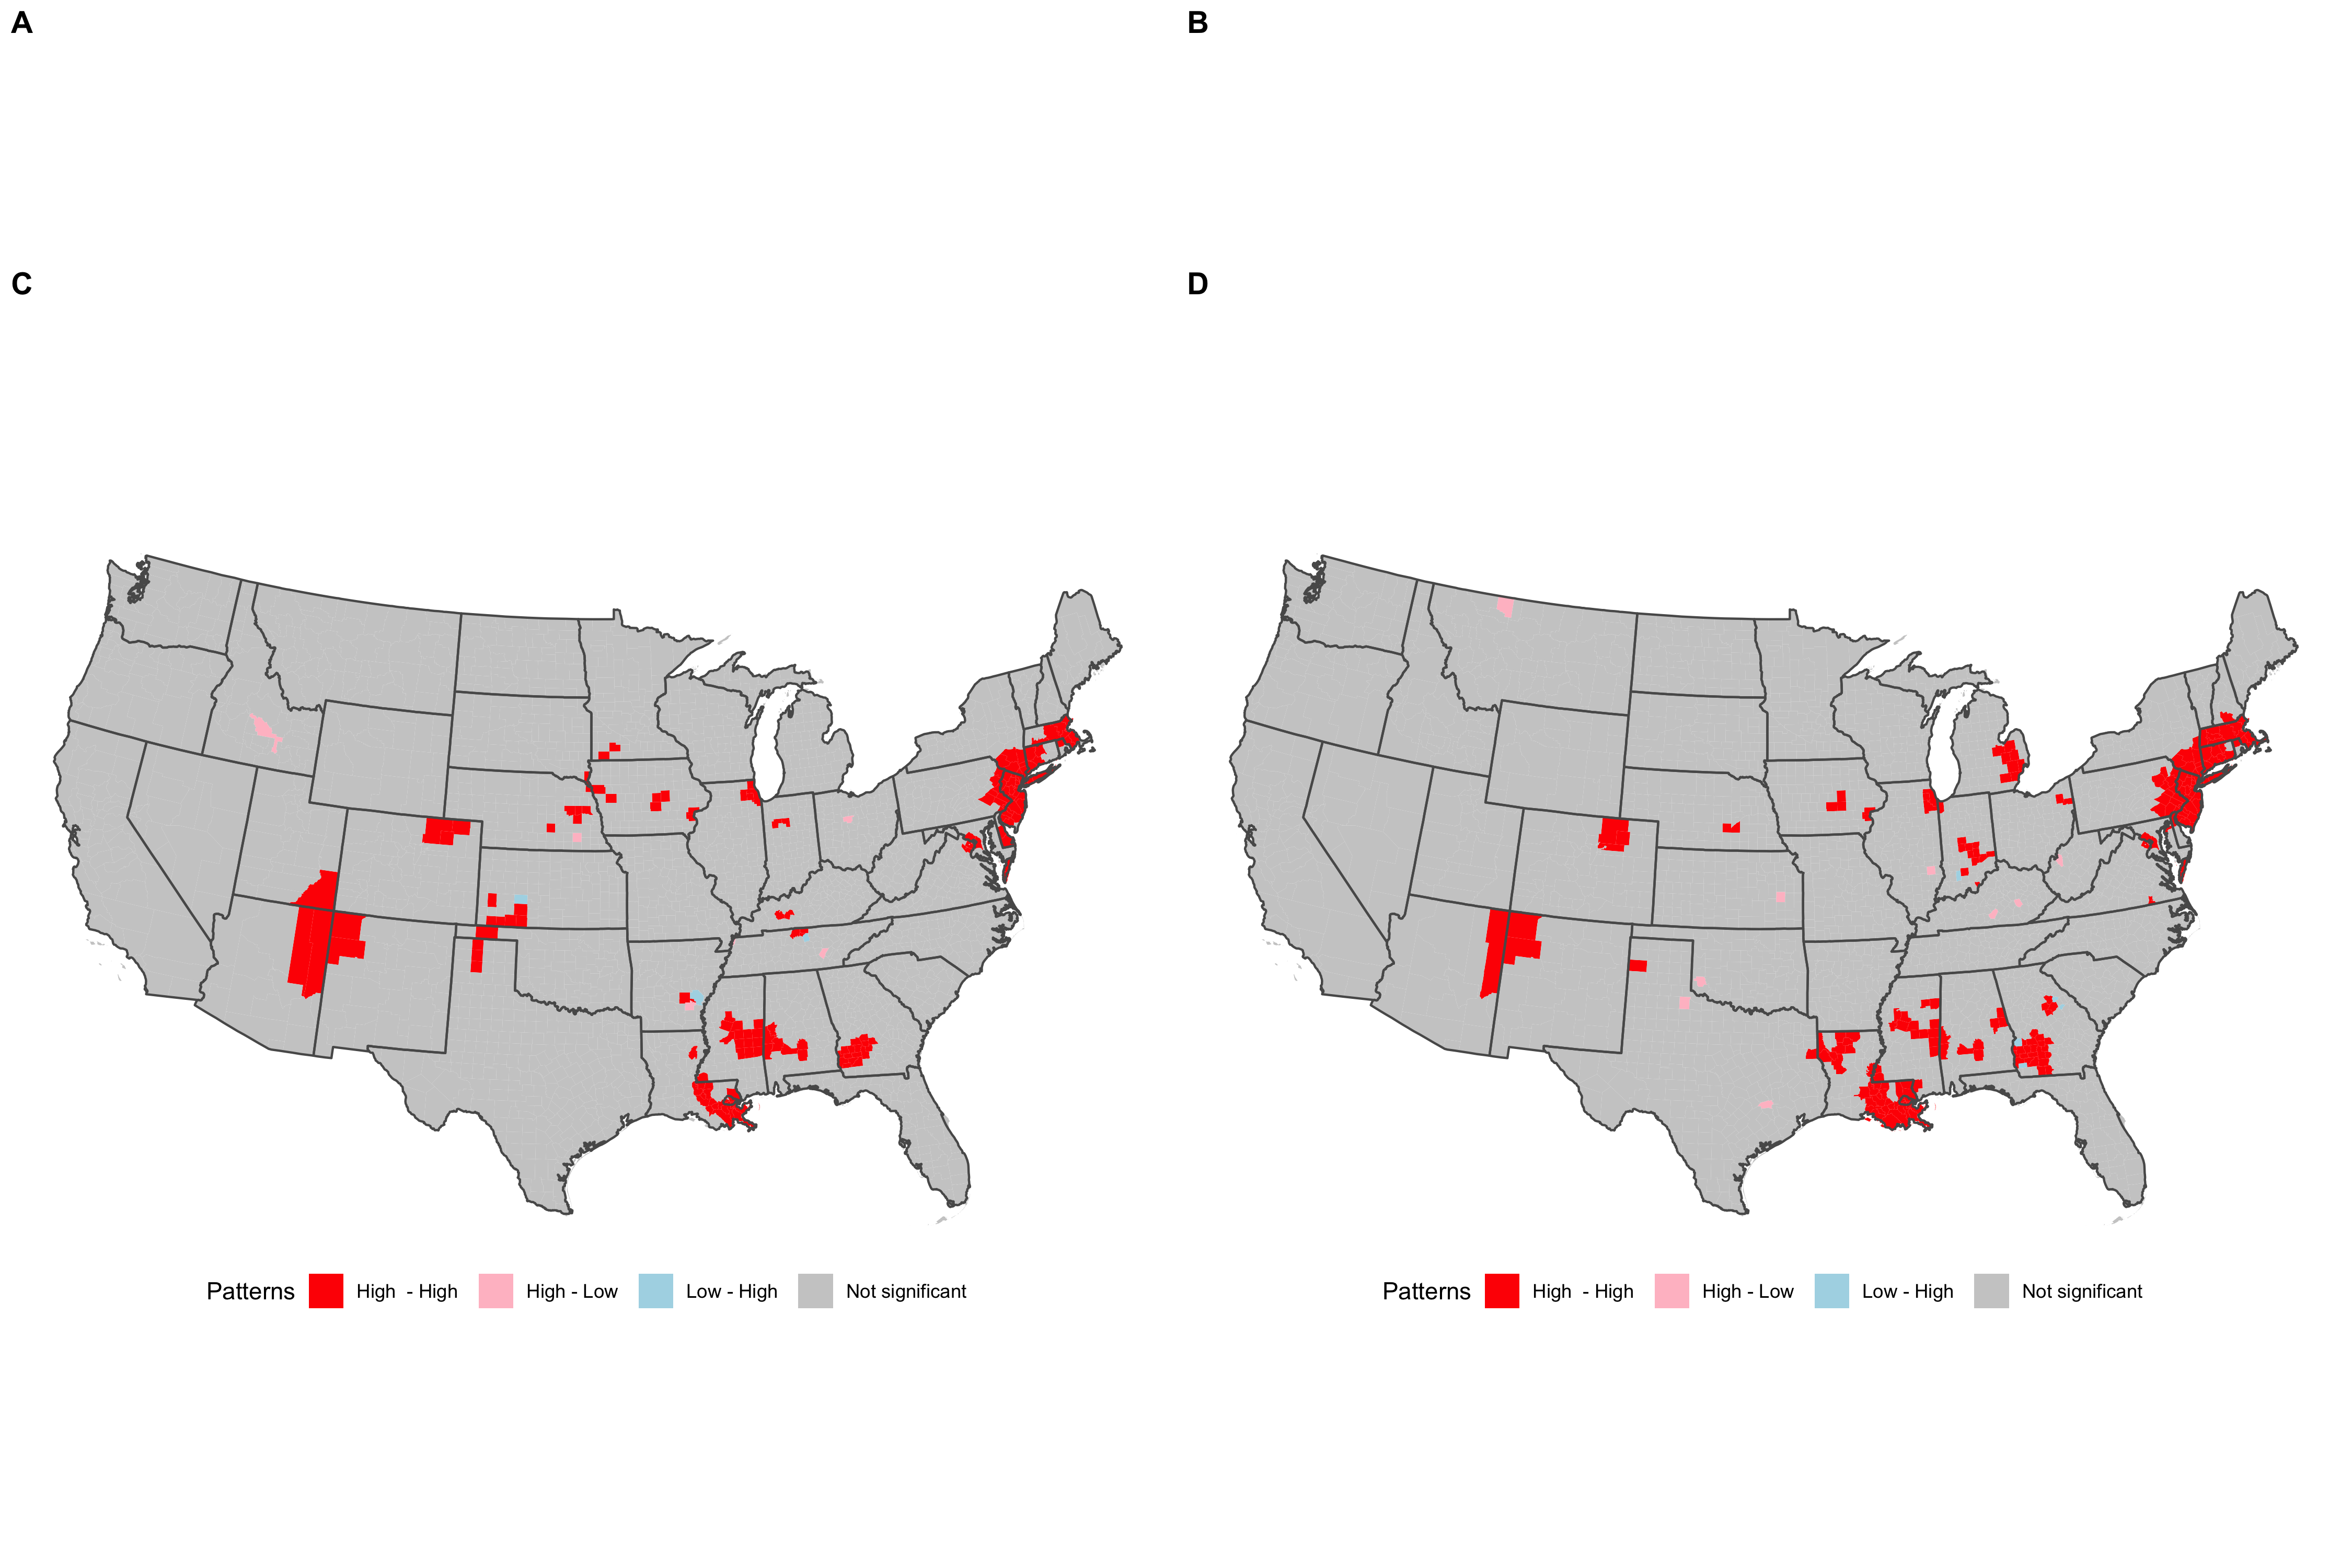 A
B
C
D
Patterns High  - High High - Low Low - High Not significant
Patterns High  - High High - Low Low - High Not significant